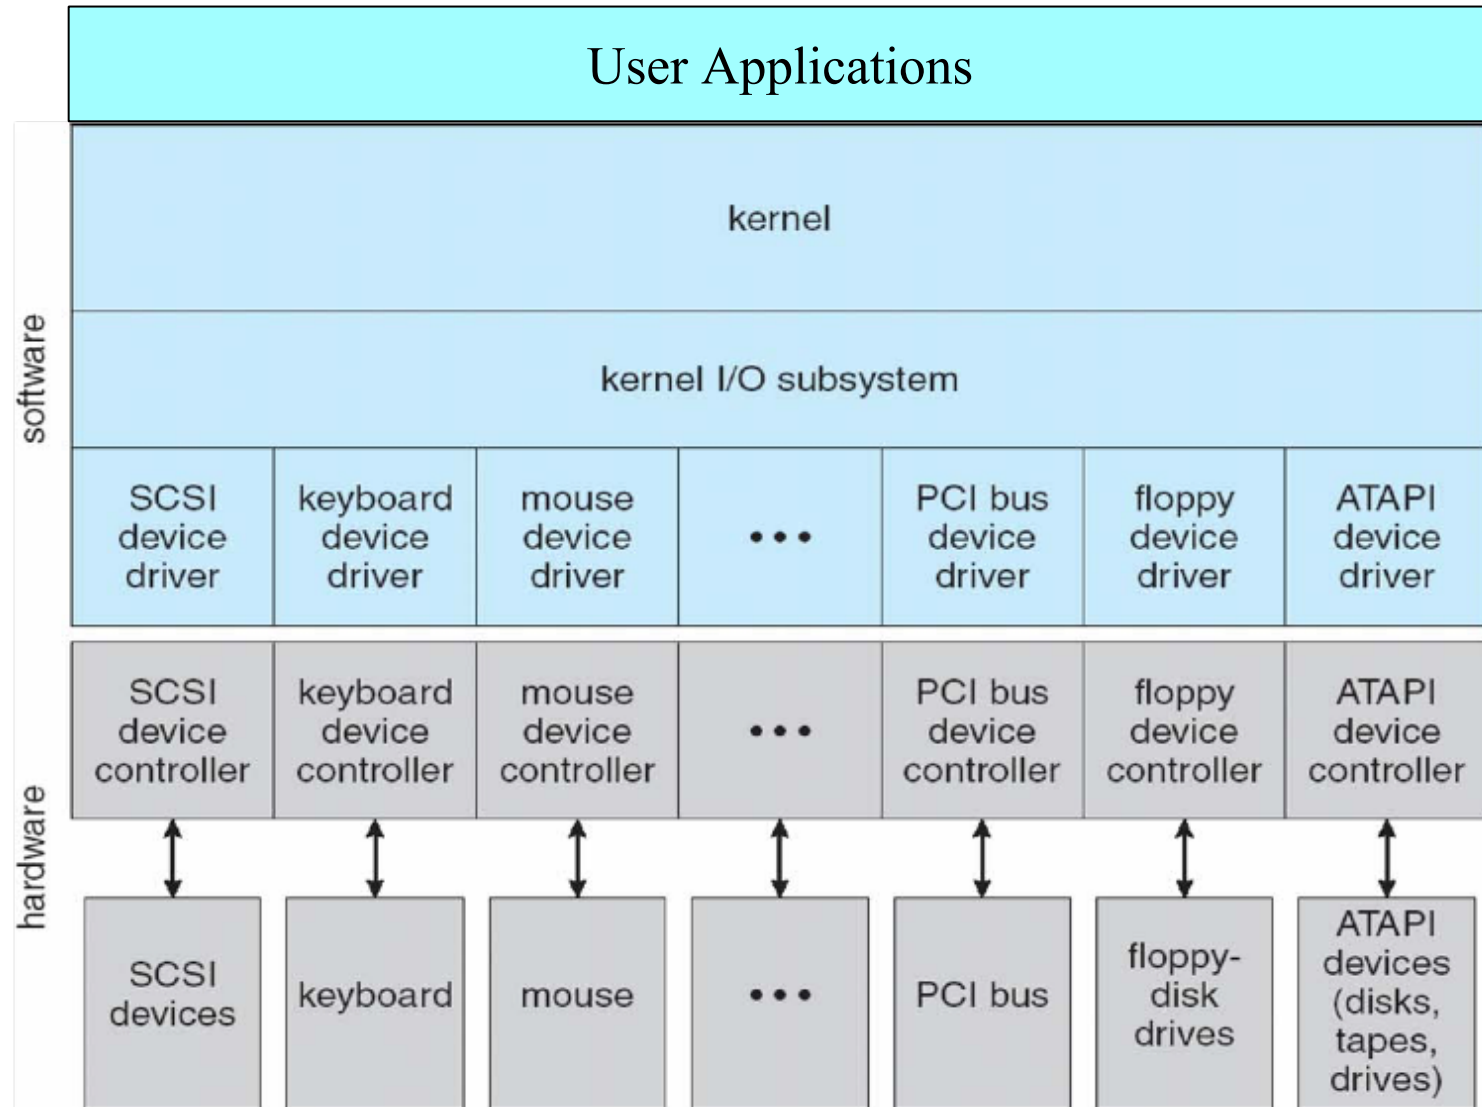 User Applications
software
kernel
kernel I/O subsystem
SCSI
device
driver
keyboard
device
driver
mouse
device
driver
•••
PCI bus
device
driver
floppy
device
driver
ATAPI
device
driver
hardware
SCSI
device
controller
keyboard
device
controller
mouse
device
controller
•••
PCI bus
device
controller
floppy
device
controller
ATAPI
device
controller
SCSI
devices
keyboard
mouse
•••
PCI bus
floppy-
disk
drives
ATAPI
devices
(disks,
tapes,
drives)